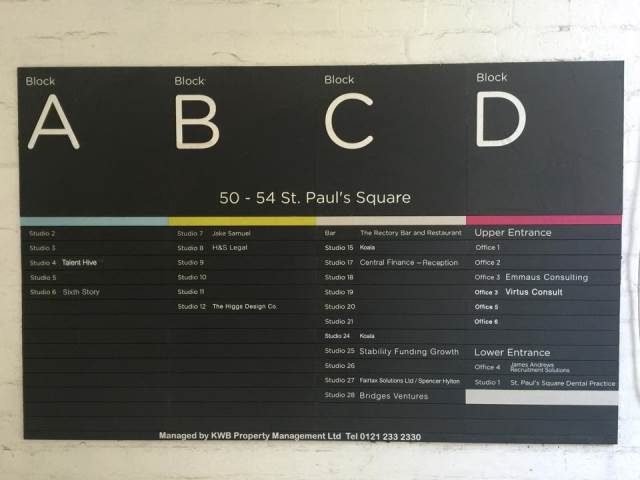 Block
A
Block
B
Block
C
Block
D
50 - 54 St. Paul's Square
Studio 2
Studio 3
Studio 4 Talent Hive
Studio 5
Studio 6 Sixth Story
Studio 7 Jake Samuel
Studio 8 H&S Legal
Studio 9
Studio 10
Studio 11
Studio 12 The Higgs Design Co.
Bar The Rectory Bar and Restaurant
Studio 15 Koala
Studio 17 Central Finance – Reception
Studio 18
Studio 19
Studio 20
Studio 21
Studio 24 Koala
Studio 25 Stability Funding Growth
Studio 26
Studio 27 Fairfax Solutions Ltd / Spencer Hylton
Studio 28 Bridges Ventures
Upper Entrance
Office 1
Office 2
Office 3 Emmaus Consulting
Office 3 Virtus Consult
Office 5
Office 6
Lower Entrance
Office 4 James Andrews
Recruitment Solutions
Studio 1 St. Paul's Square Dental Practice
Managed by KWB Property Management Ltd Tel 0121 233 2330